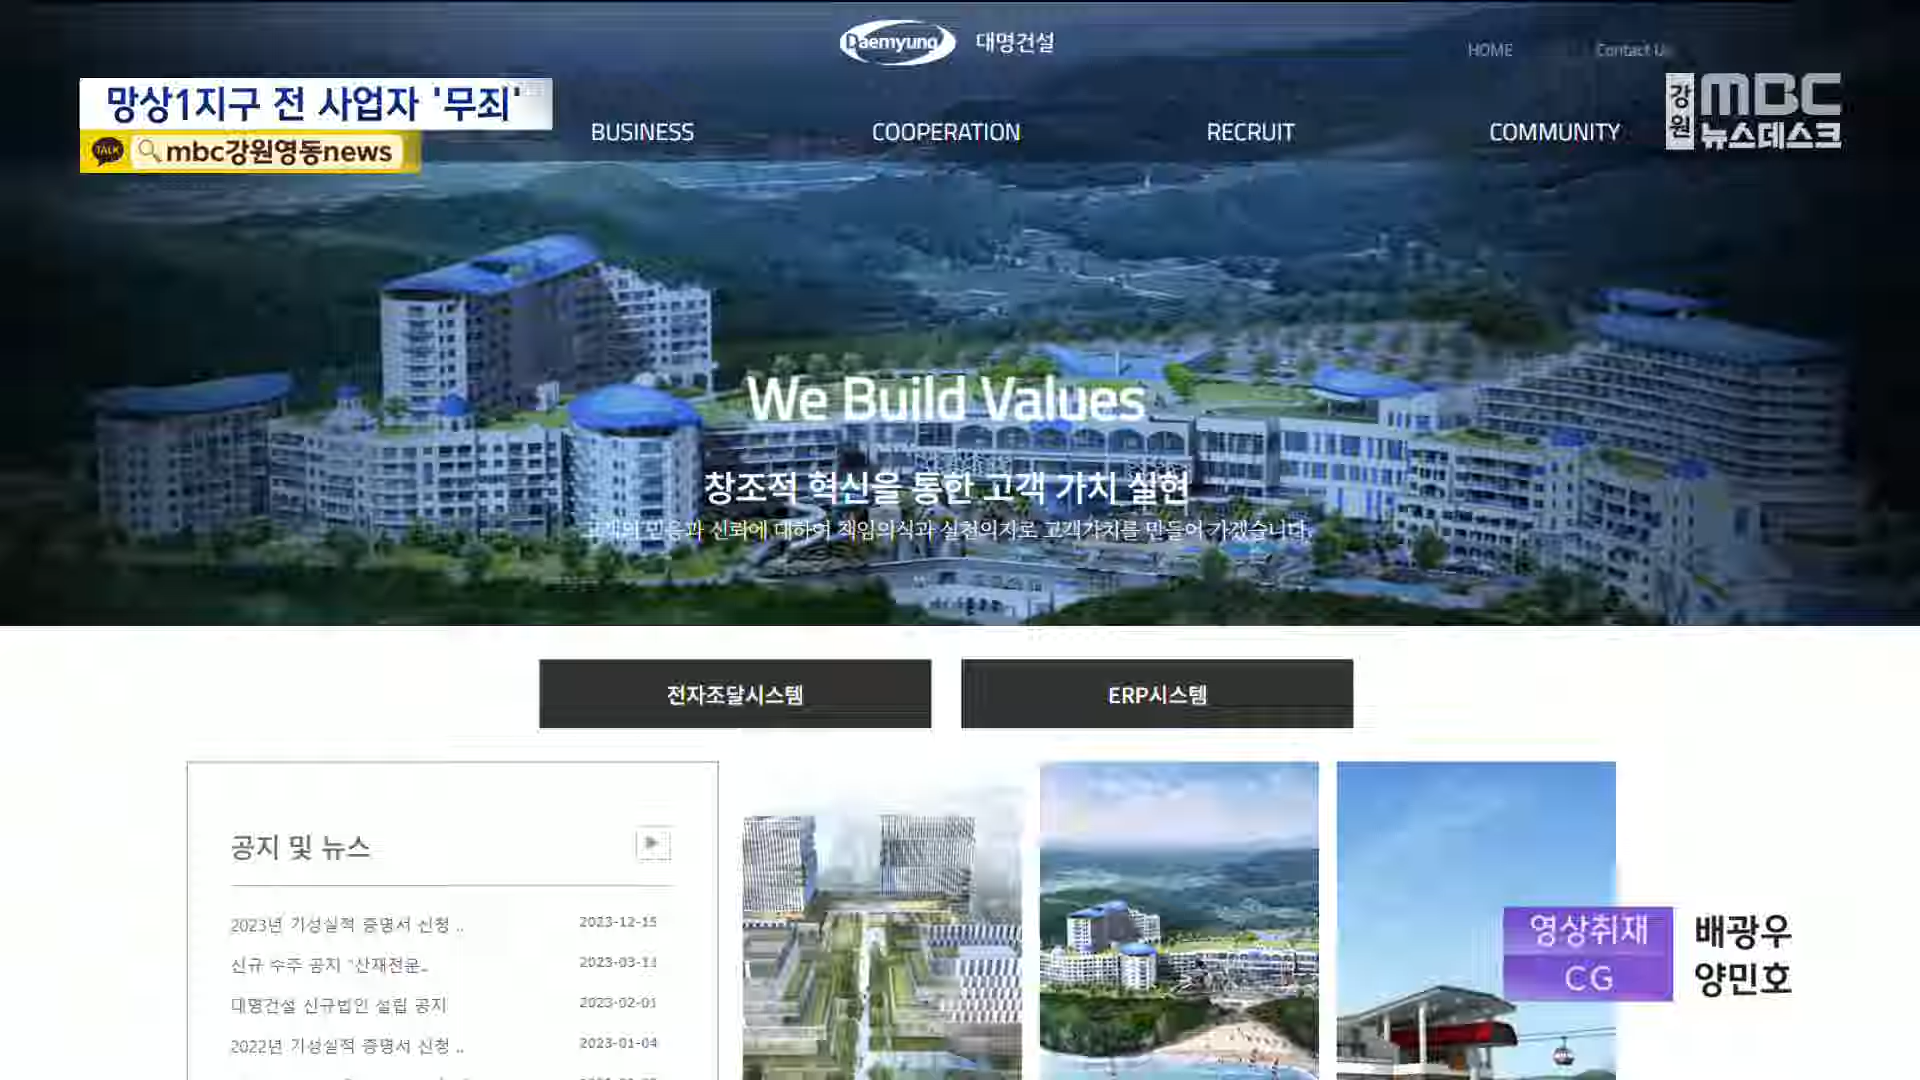 Daemyung 대명건설
HOME Contact Us
망상1지구 전 사업자 '무죄'
TALK mbc강원영동news
BUSINESS COOPERATION RECRUIT COMMUNITY
강원 MBC 뉴스데스크
We Build Values
창조적 혁신을 통한 고객 가치 실현
고객의 믿음과 신뢰에 대하여 책임의식과 실천의지로 고객가치를 만들어 가겠습니다.
전자조달시스템 ERP시스템
공지 및 뉴스
2023년 기성실적 증명서 신청 .. 2023-12-15
신규 수주 공지 "산재전문.. 2023-03-13
대명건설 신규법인 설립 공지 2023-02-01
2022년 기성실적 증명서 신청 .. 2023-01-04
영상취재 배광우
CG 양민호